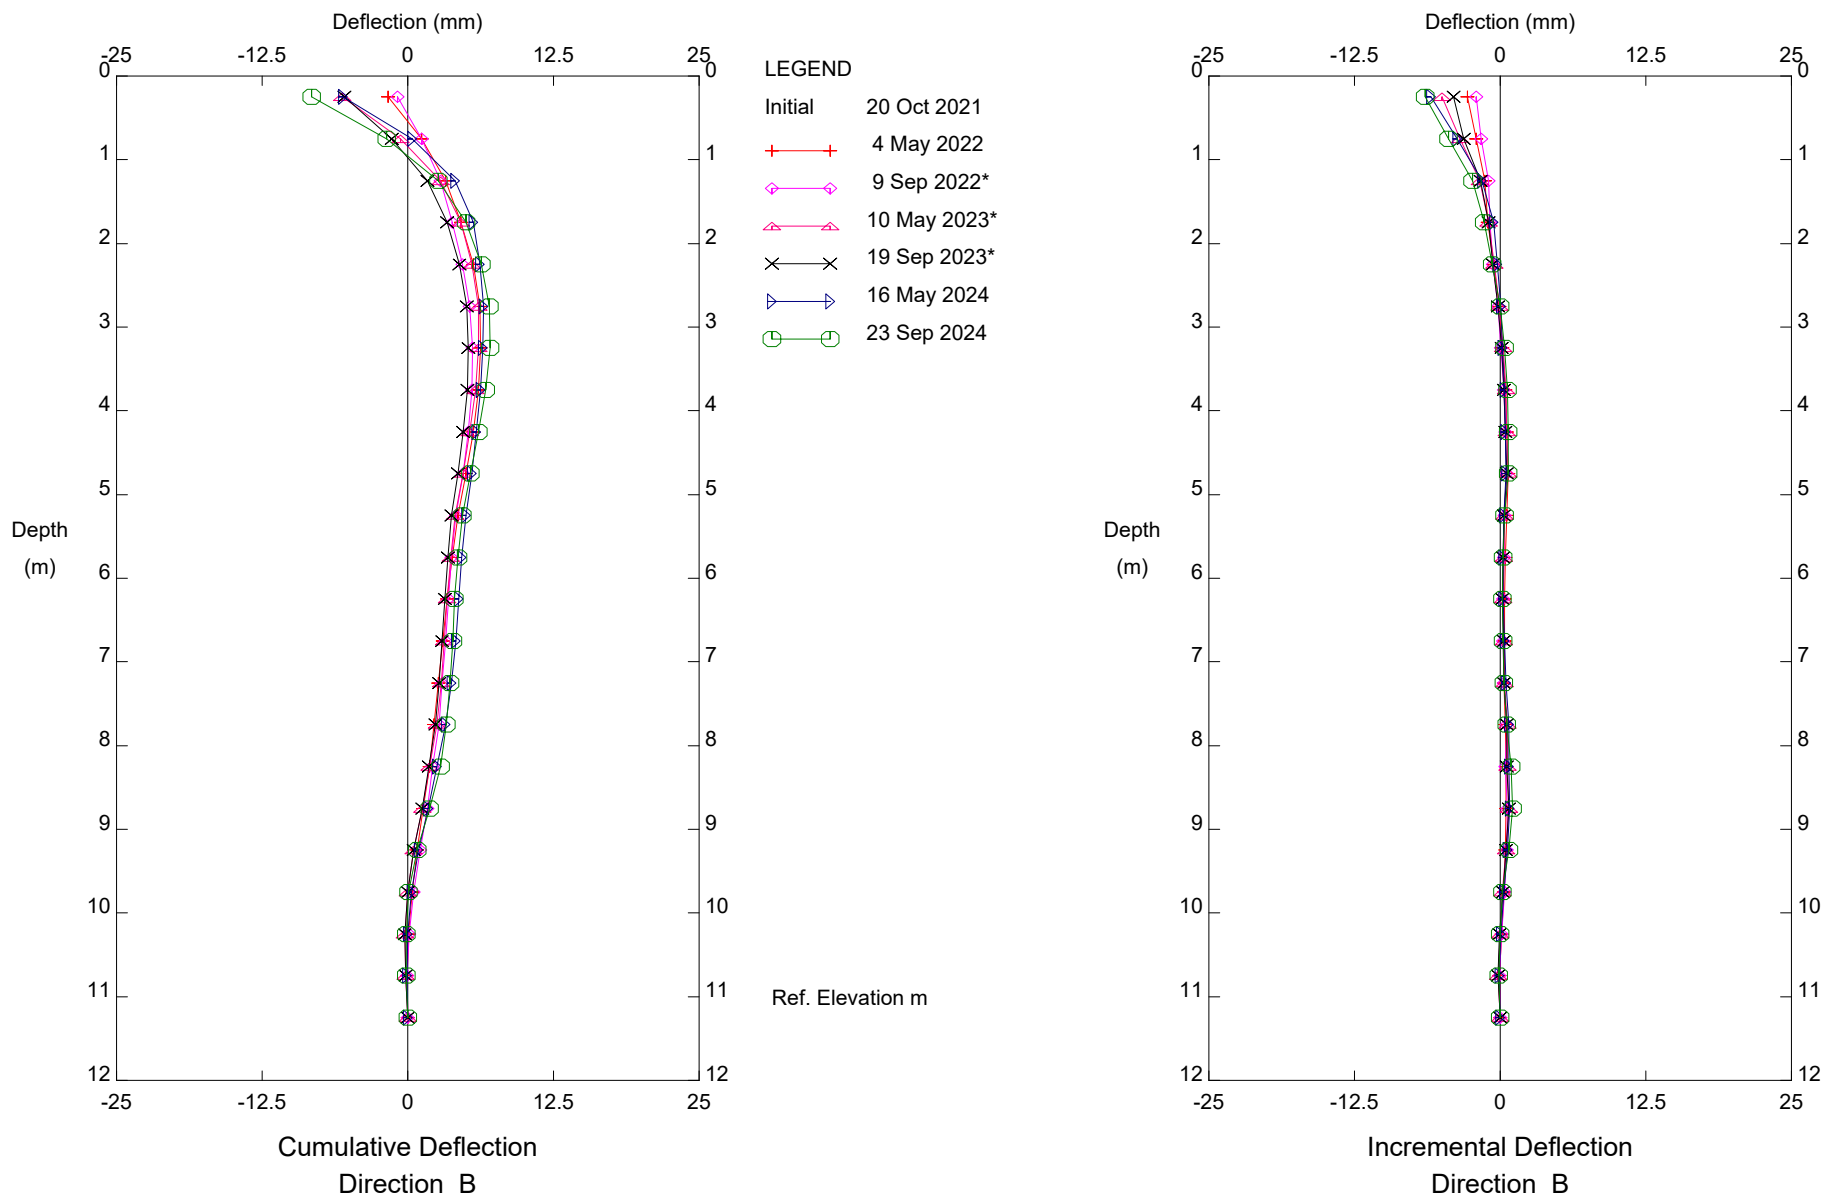 Deflection (mm)
-25 -12.5 0 12.5 25
0 0
1 1
2 2
3 3
4 4
5 5
Depth
(m)
6 6
7 7
8 8
9 9
10 10
11 11
12 12
-25 -12.5 0 12.5 25
Cumulative Deflection
Direction B
LEGEND
Initial 20 Oct 2021
4 May 2022
9 Sep 2022*
10 May 2023*
19 Sep 2023*
16 May 2024
23 Sep 2024
Ref. Elevation m
Deflection (mm)
-25 -12.5 0 12.5 25
0 0
1 1
2 2
3 3
4 4
5 5
Depth
(m)
6 6
7 7
8 8
9 9
10 10
11 11
12 12
-25 -12.5 0 12.5 25
Incremental Deflection
Direction B